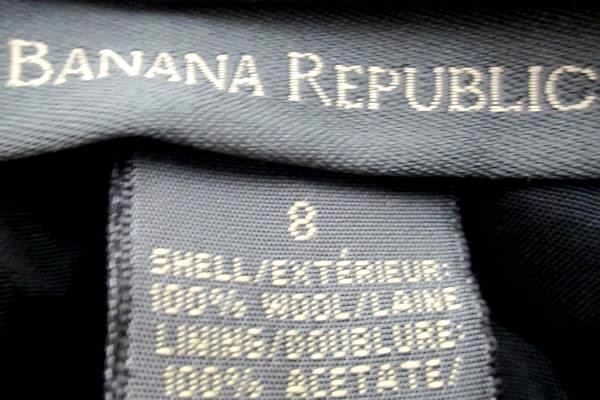 BANANA REPUBLIC
8
SHELL/EXTÉRIEUR:
100% WOOL/LAINE
LINING/DOUBLURE:
100% ACETATE/